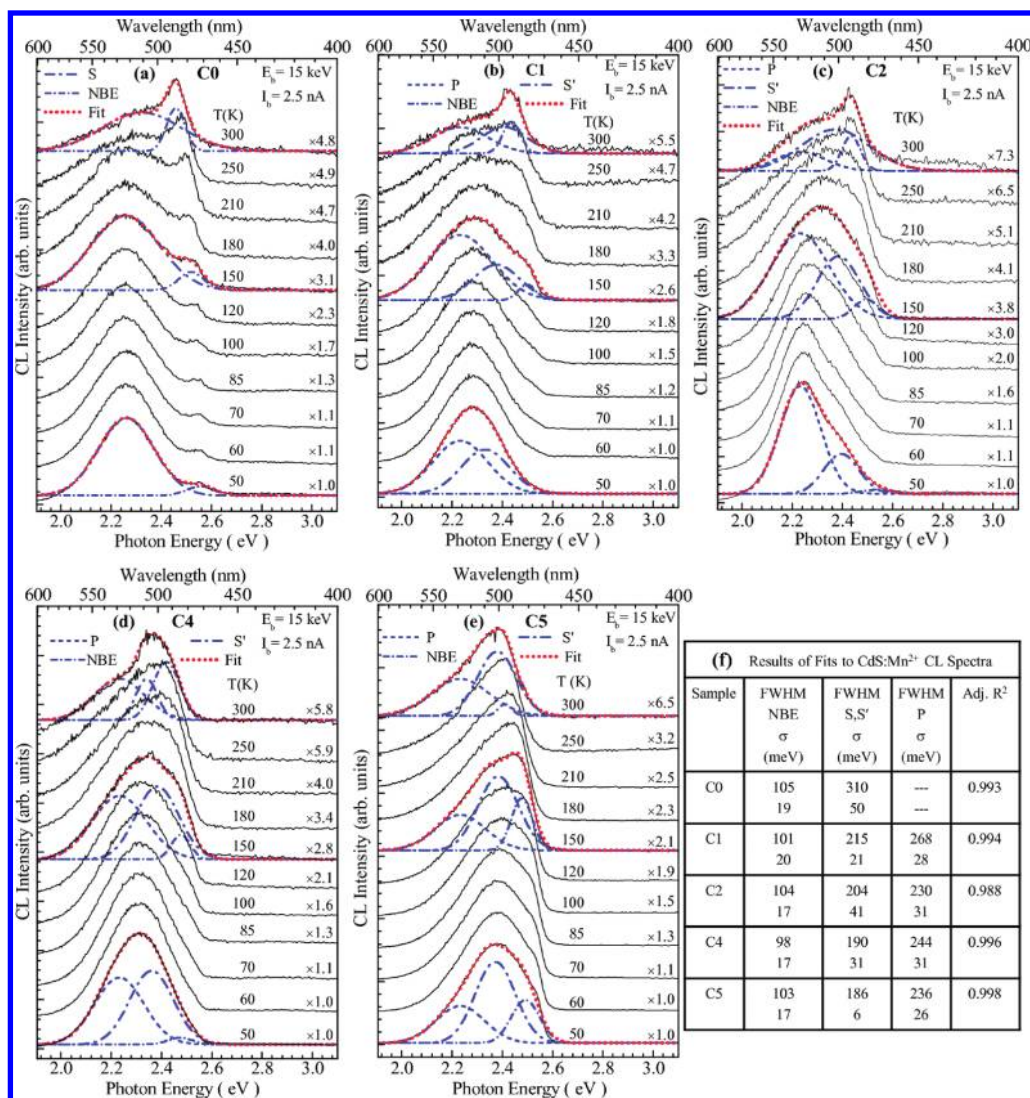 Wavelength (nm)
600 550 500 450 400
(a) C0
E_b = 15 keV
I_b = 2.5 nA
S
NBE
Fit
T(K)
300 ×4.8
250 ×4.9
210 ×4.7
180 ×4.0
150 ×3.1
120 ×2.3
100 ×1.7
85 ×1.3
70 ×1.1
60 ×1.1
50 ×1.0
CL Intensity (arb. units)
2.0 2.2 2.4 2.6 2.8 3.0
Photon Energy ( eV)
Wavelength (nm)
600 550 500 450 400
(b) C1
E_b = 15 keV
I_b = 2.5 nA
P
S'
NBE
Fit
T(K)
300 ×5.5
250 ×4.7
210 ×4.2
180 ×3.3
150 ×2.6
120 ×1.8
100 ×1.5
85 ×1.2
70 ×1.1
60 ×1.0
50 ×1.0
CL Intensity (arb. units)
2.0 2.2 2.4 2.6 2.8 3.0
Photon Energy ( eV)
Wavelength (nm)
600 550 500 450 400
(c) C2
E_b = 15 keV
I_b = 2.5 nA
P
S'
NBE
Fit
T(K)
300 ×7.3
250 ×6.5
210 ×5.1
180 ×4.1
150 ×3.8
120 ×3.0
100 ×2.0
85 ×1.6
70 ×1.1
60 ×1.1
50 ×1.0
CL Intensity (arb. units)
2.0 2.2 2.4 2.6 2.8 3.0
Photon Energy ( eV)
Wavelength (nm)
600 550 500 450 400
(d) C4
E_b = 15 keV
I_b = 2.5 nA
P
S'
NBE
Fit
T(K)
300 ×5.8
250 ×5.9
210 ×4.0
180 ×3.4
150 ×2.8
120 ×2.1
100 ×1.6
85 ×1.3
70 ×1.1
60 ×1.0
50 ×1.0
CL Intensity (arb. units)
2.0 2.2 2.4 2.6 2.8 3.0
Photon Energy ( eV)
Wavelength (nm)
600 550 500 450 400
(e) C5
E_b = 15 keV
I_b = 2.5 nA
P
S'
NBE
Fit
T (K)
300 ×6.5
250 ×3.2
210 ×2.5
180 ×2.3
150 ×2.1
120 ×1.9
100 ×1.5
85 ×1.3
70 ×1.1
60 ×1.0
50 ×1.0
CL Intensity (arb. units)
2.0 2.2 2.4 2.6 2.8 3.0
Photon Energy ( eV)
(f) Results of Fits to CdS:Mn²⁺ CL Spectra
Sample FWHM FWHM FWHM Adj. R²
NBE S,S' P
σ σ σ
(meV) (meV) (meV)
C0 105 310 --- 0.993
19 50 ---
C1 101 215 268 0.994
20 21 28
C2 104 204 230 0.988
17 41 31
C4 98 190 244 0.996
17 31 31
C5 103 186 236 0.998
17 6 26